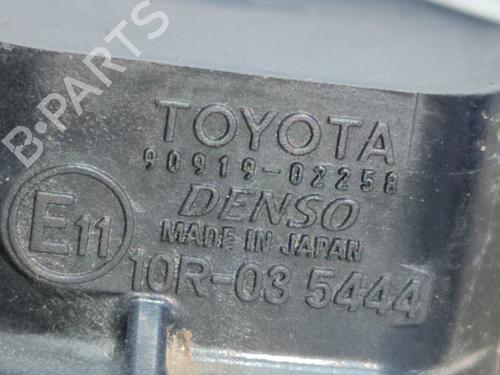 B-PARTS
TOYOTA
90919-02258
DENSO
MADE IN JAPAN
E11
10R-03 5444